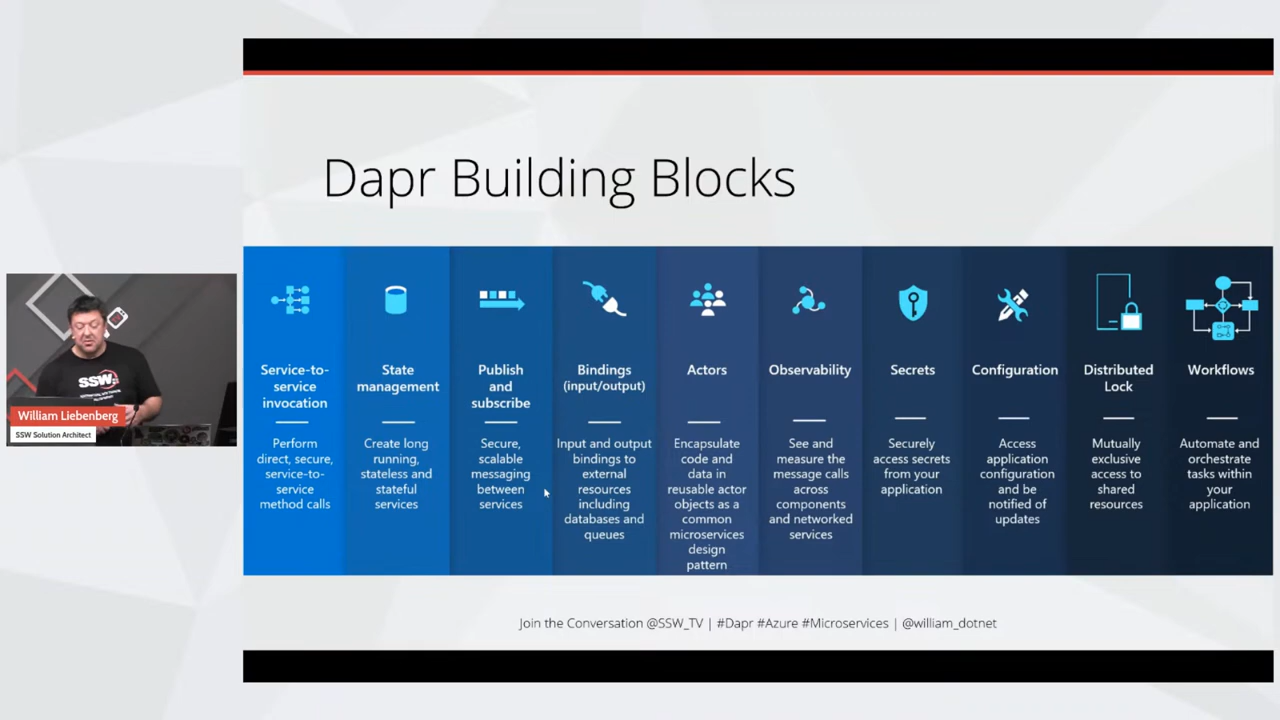 Dapr Building Blocks
Service-to-
service
invocation
Perform
direct, secure,
service-to-
service
method calls
State
management
Create long
running,
stateless and
stateful
services
Publish
and
subscribe
Secure,
scalable
messaging
between
services
Bindings
(input/output)
Input and output
bindings to
external
resources
including
databases and
queues
Actors
Encapsulate
code and
data in
reusable actor
objects as a
common
microservices
design
pattern
Observability
See and
measure the
message calls
across
components
and networked
services
Secrets
Securely
access secrets
from your
application
Configuration
Access
application
configuration
and be
notified of
updates
Distributed
Lock
Mutually
exclusive
access to
shared
resources
Workflows
Automate and
orchestrate
tasks within
your
application
SSW
William Liebenberg
SSW Solution Architect
Join the Conversation @SSW_TV | #Dapr #Azure #Microservices | @william_dotnet